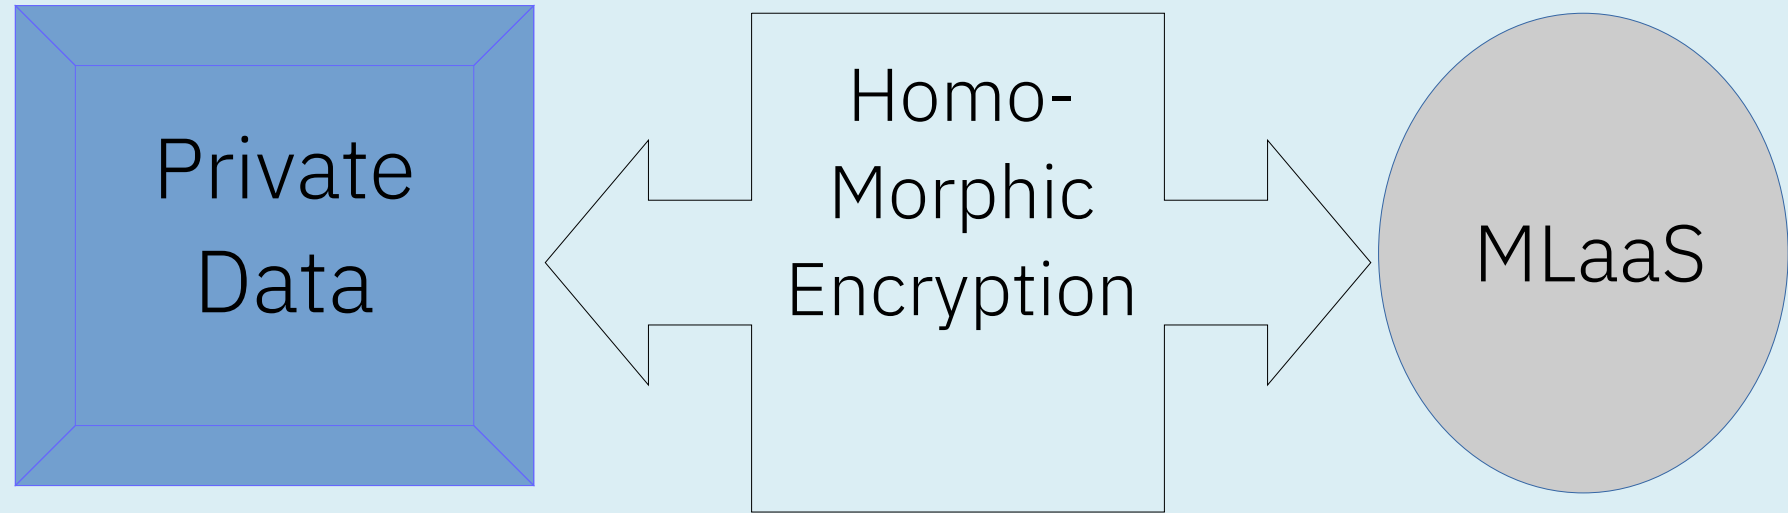 Private
Data
Homo-
Morphic
Encryption
MLaaS